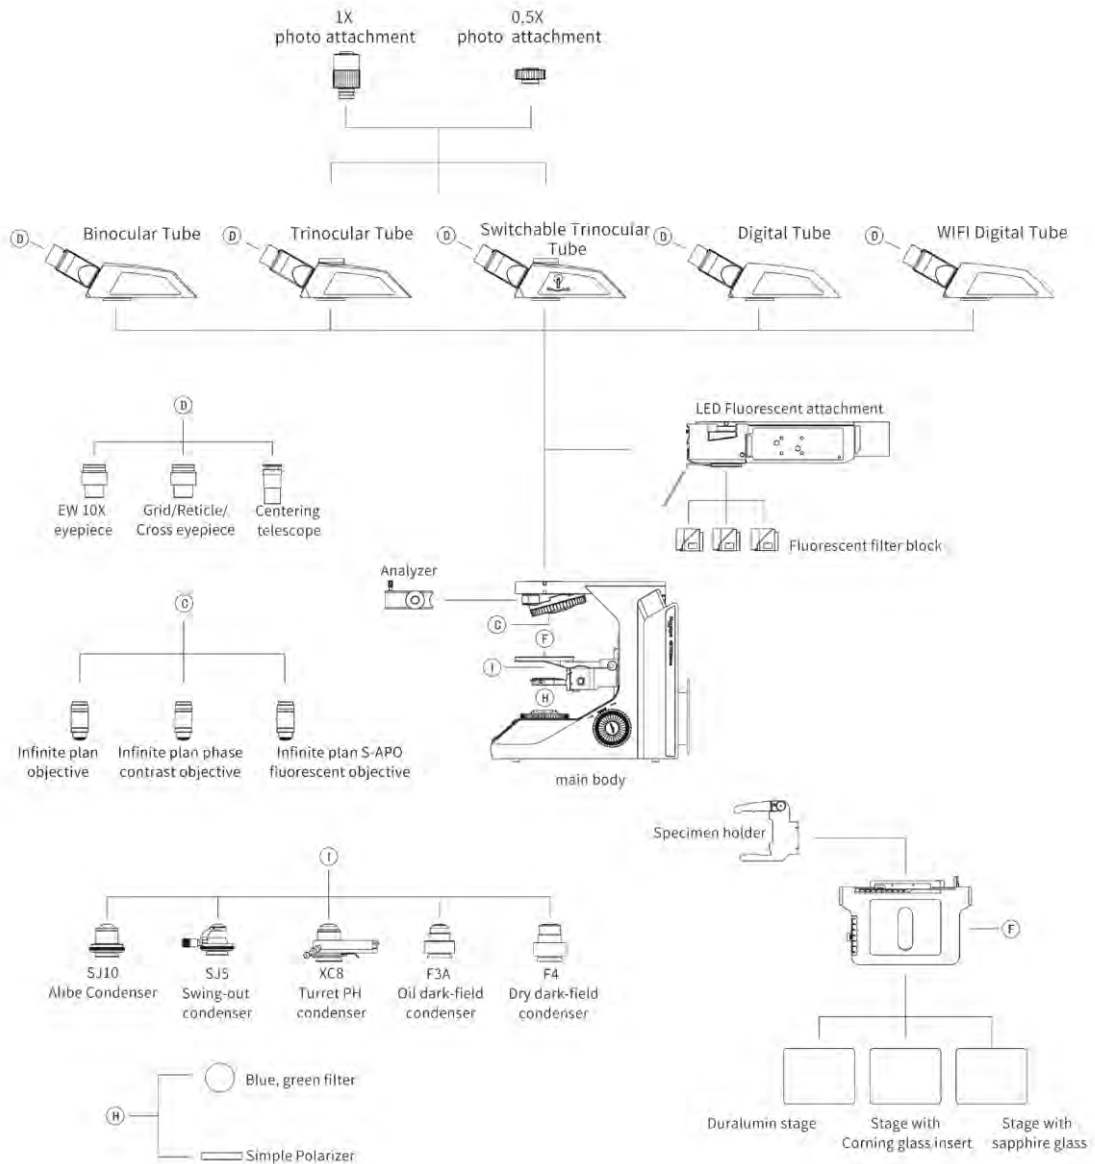 1X
photo attachment
0,5X
photo attachment
D
Binocular Tube
D
Trinocular Tube
D
Switchable Trinocular
Tube
D
Digital Tube
D
WIFI Digital Tube
LED Fluorescent attachment
D
EW 10X
eyepiece
Grid/Reticle/
Cross eyepiece
Centering
telescope
Fluorescent filter block
Analyzer
G
G
F
I
H
main body
Infinite plan
objective
Infinite plan phase
contrast objective
Infinite plan S-APO
fluorescent objective
Specimen holder
F
I
SJ10
Abbe Condenser
SJ5
Swing-out
condenser
XC8
Turret PH
condenser
F3A
Oil dark-field
condenser
F4
Dry dark-field
condenser
H
Blue, green filter
Simple Polarizer
Duralumin stage
Stage with
Corning glass insert
Stage with
sapphire glass